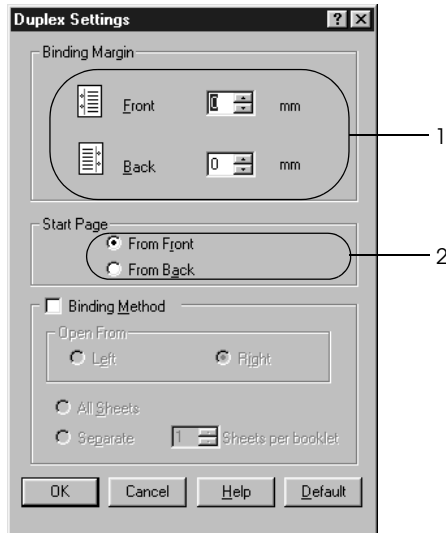 Duplex Settings
Binding Margin
Front 0 mm
1
Back 0 mm
Start Page
From Front
2
From Back
Binding Method
Open From
Left Right
All Sheets
Separate 1 Sheets per booklet
OK Cancel Help Default